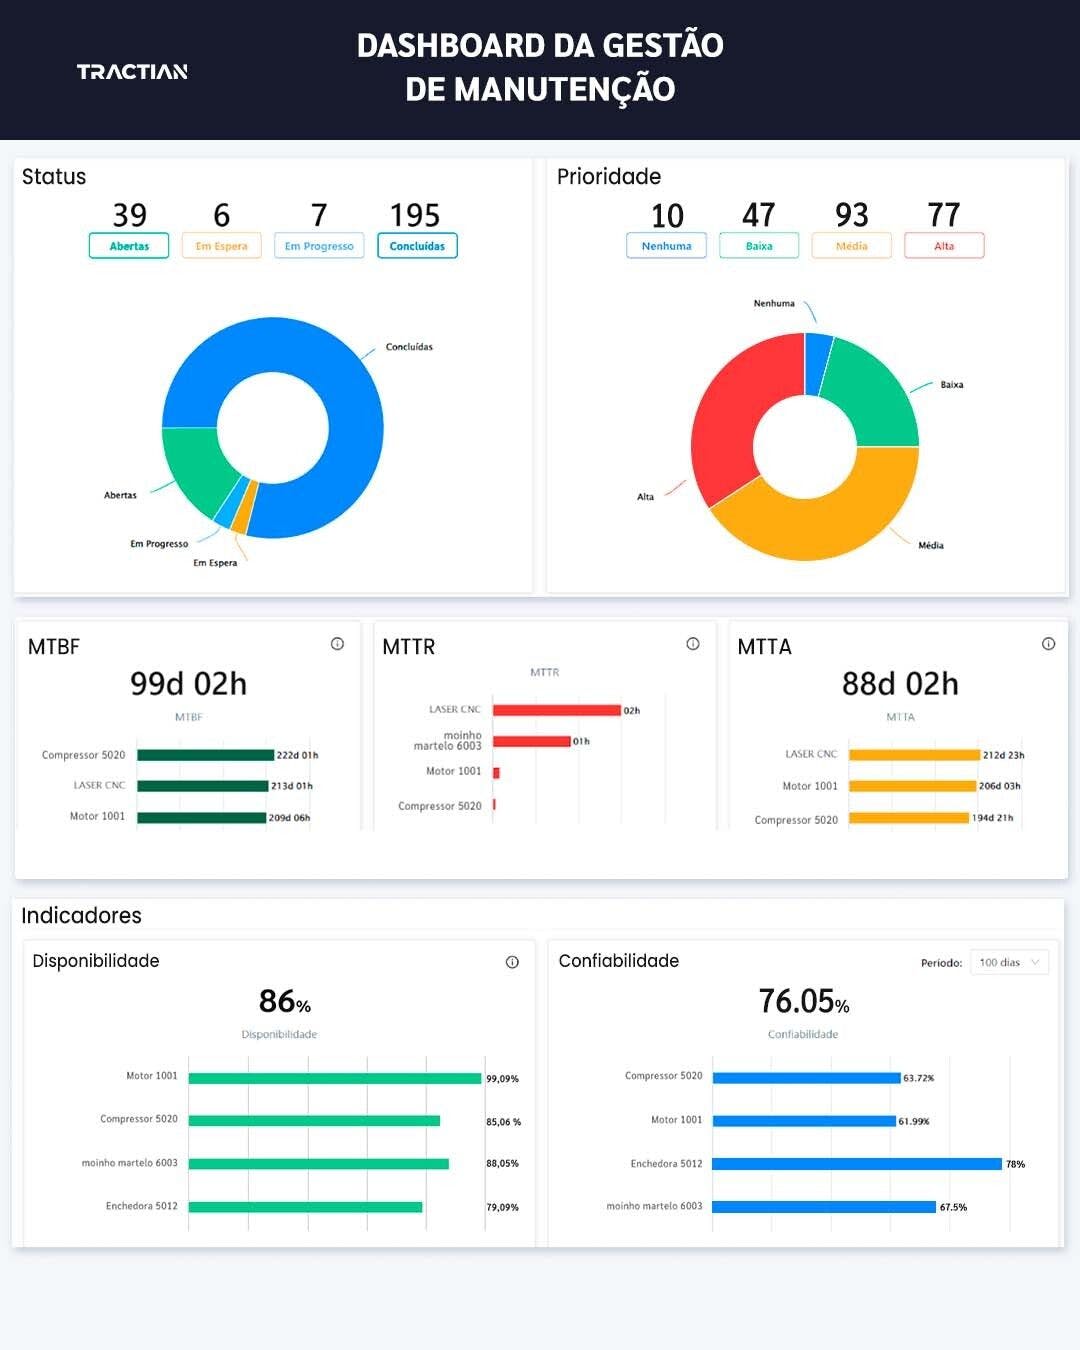 TRACTIAN
DASHBOARD DA GESTÃO
DE MANUTENÇÃO
Status
39 6 7 195
Abertas Em Espera Em Progresso Concluídas
Concluídas
Abertas
Em Progresso
Em Espera
Prioridade
10 47 93 77
Nenhuma Baixa Média Alta
Nenhuma
Baixa
Alta
Média
MTBF
99d 02h
MTBF
Compressor 5020 222d 01h
LASER CNC 213d 01h
Motor 1001 209d 06h
MTTR
MTTR
LASER CNC 02h
moinho
martelo 6003 01h
Motor 1001
Compressor 5020
MTTA
88d 02h
MTTA
LASER CNC 212d 23h
Motor 1001 206d 03h
Compressor 5020 194d 21h
Indicadores
Disponibilidade
86%
Disponibilidade
Motor 1001 99,09%
Compressor 5020 85,06 %
moinho martelo 6003 88,05%
Enchedora 5012 79,09%
Confiabilidade
Período: 100 dias
76.05%
Confiabilidade
Compressor 5020 63.72%
Motor 1001 61.99%
Enchedora 5012 78%
moinho martelo 6003 67.5%